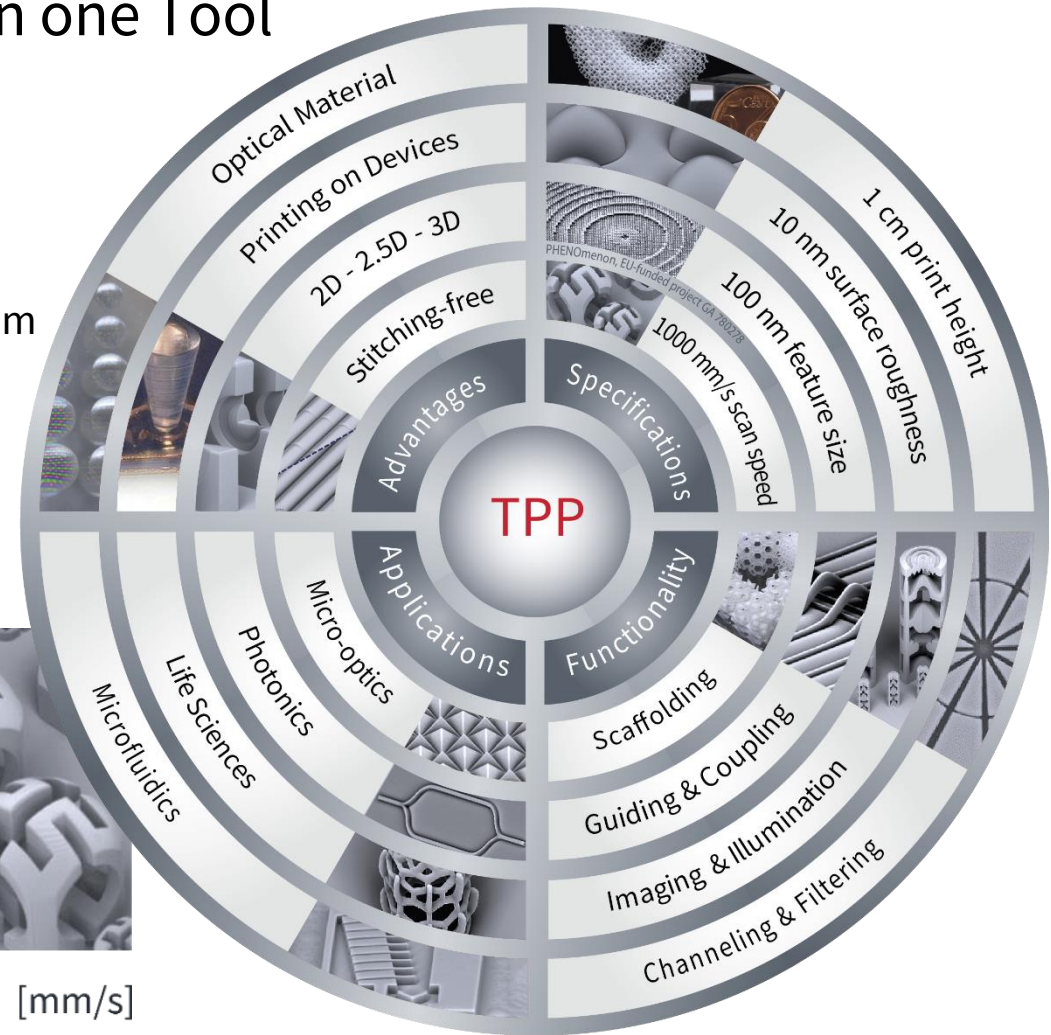 n one Tool
Optical Material
Printing on Devices
2D - 2.5D - 3D
Stitching-free
Advantages
1 cm print height
10 nm surface roughness
100 nm feature size
1000 mm/s scan speed
Specifications
PHENOmenon, EU-funded project GA 780278
m
TPP
Applications
Micro-optics
Photonics
Life Sciences
Microfluidics
Functionality
Scaffolding
Guiding & Coupling
Imaging & Illumination
Channeling & Filtering
[mm/s]